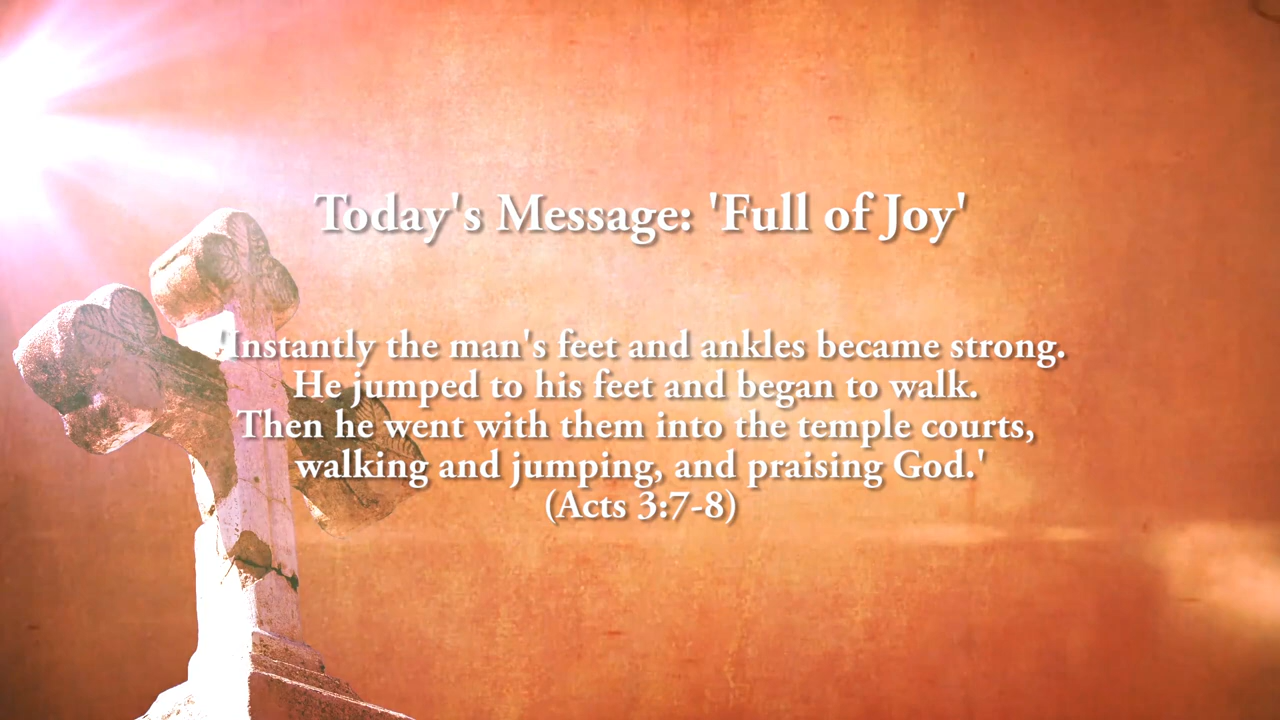 Today's Message: 'Full of Joy'
'Instantly the man's feet and ankles became strong.
He jumped to his feet and began to walk.
Then he went with them into the temple courts,
walking and jumping, and praising God.'
(Acts 3:7-8)